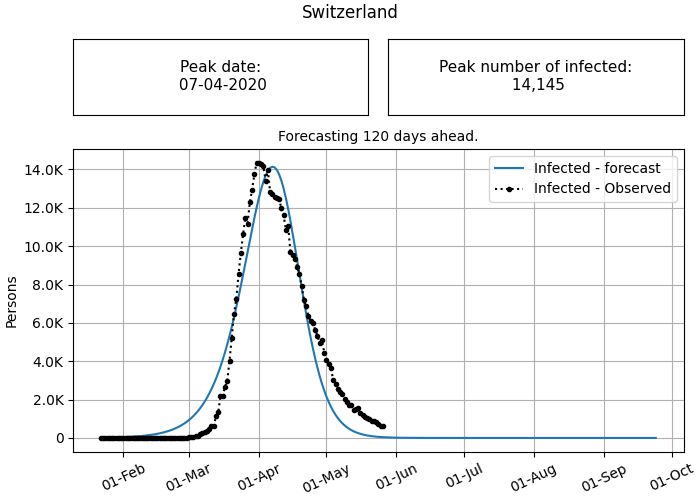 Switzerland
Peak date:
07-04-2020
Peak number of infected:
14,145
Forecasting 120 days ahead.
Infected - forecast
Infected - Observed
Persons
14.0K
12.0K
10.0K
8.0K
6.0K
4.0K
2.0K
0
01-Feb
01-Mar
01-Apr
01-May
01-Jun
01-Jul
01-Aug
01-Sep
01-Oct